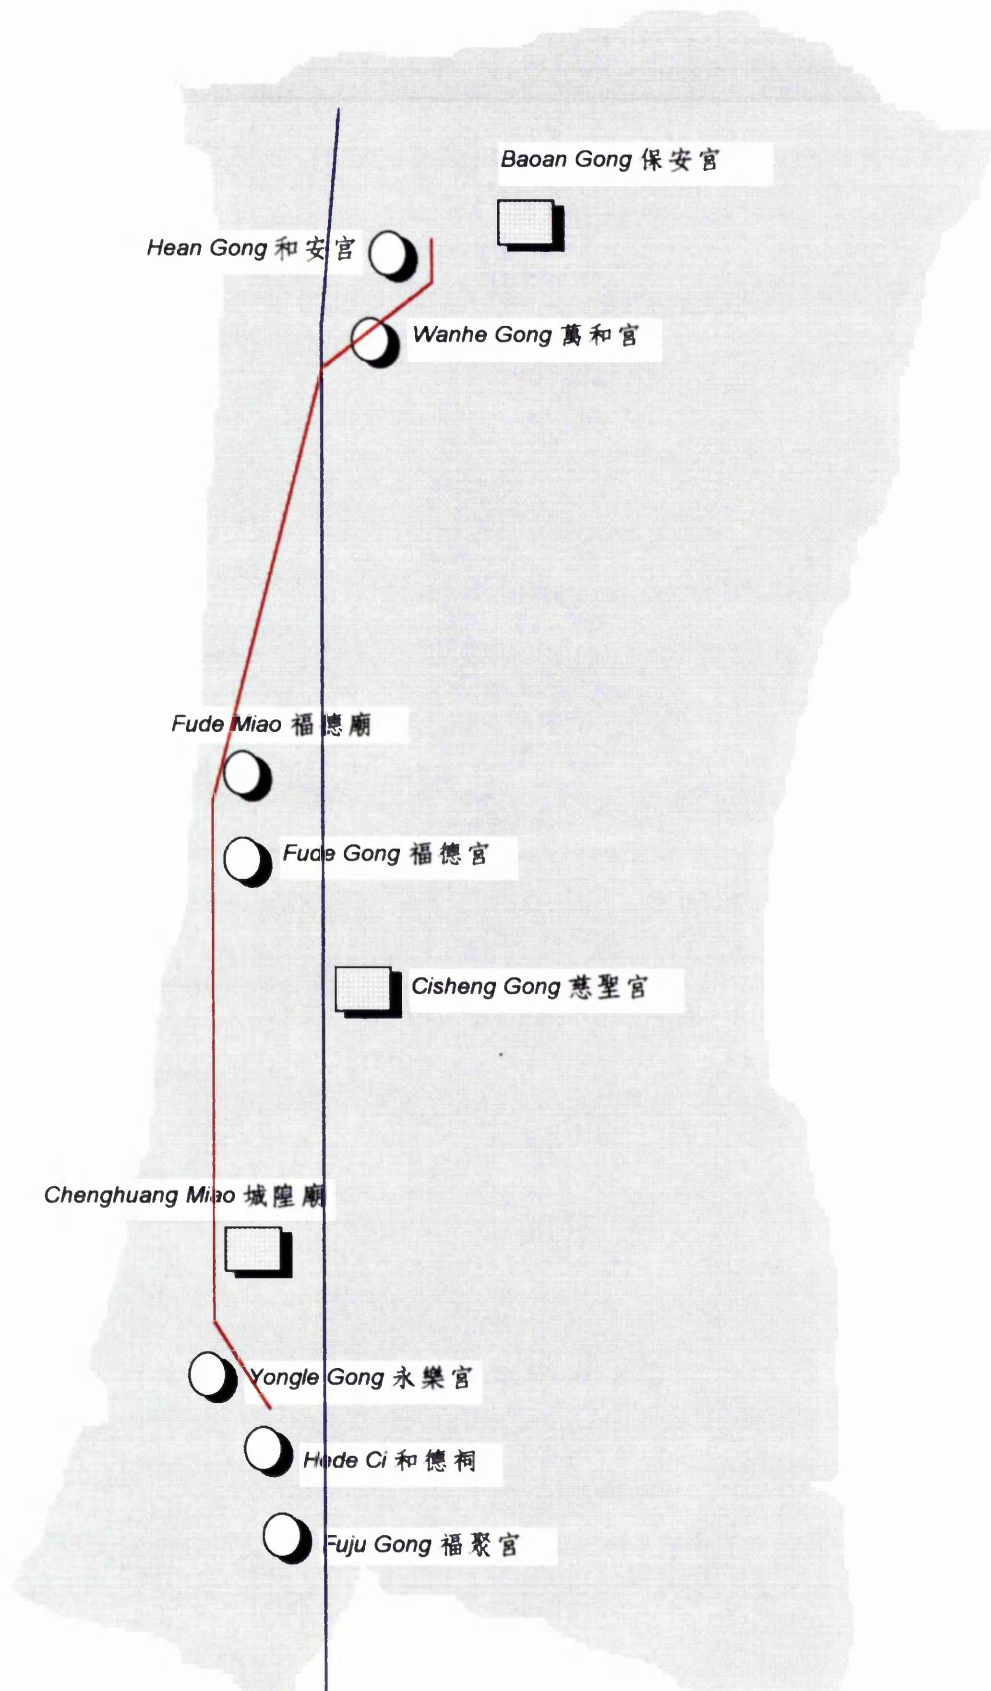 Baoan Gong 保安宮
Hean Gong 和安宮
Wanhe Gong 萬和宮
Fude Miao 福德廟
Fude Gong 福德宮
Cisheng Gong 慈聖宮
Chenghuang Miao 城隍廟
Yongle Gong 永樂宮
Hede Ci 和德祠
Fuju Gong 福聚宮